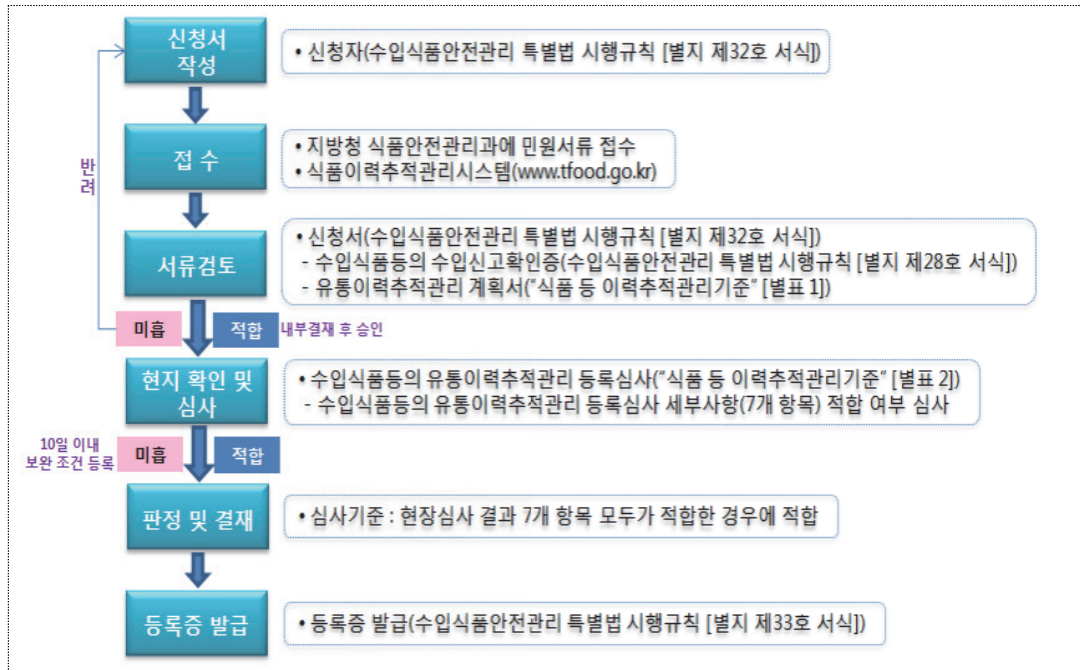 신청서
작성
• 신청자(수입식품안전관리 특별법 시행규칙 [별지 제32호 서식])
접 수
• 지방청 식품안전관리과에 민원서류 접수
• 식품이력추적관리시스템(www.tfood.go.kr)
반려
서류검토
• 신청서(수입식품안전관리 특별법 시행규칙 [별지 제32호 서식])
- 수입식품등의 수입신고확인증(수입식품안전관리 특별법 시행규칙 [별지 제28호 서식])
- 유통이력추적관리 계획서("식품 등 이력추적관리기준" [별표 1])
미흡
적합
내부결재 후 승인
현지 확인 및
심사
• 수입식품등의 유통이력추적관리 등록심사("식품 등 이력추적관리기준" [별표 2])
- 수입식품등의 유통이력추적관리 등록심사 세부사항(7개 항목) 적합 여부 심사
10일 이내
보완 조건 등록
미흡
적합
판정 및 결재
• 심사기준 : 현장심사 결과 7개 항목 모두가 적합한 경우에 적합
등록증 발급
• 등록증 발급(수입식품안전관리 특별법 시행규칙 [별지 제33호 서식])